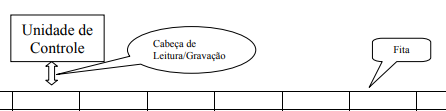 Unidade de
Controle
Cabeça de
Leitura/Gravação
Fita